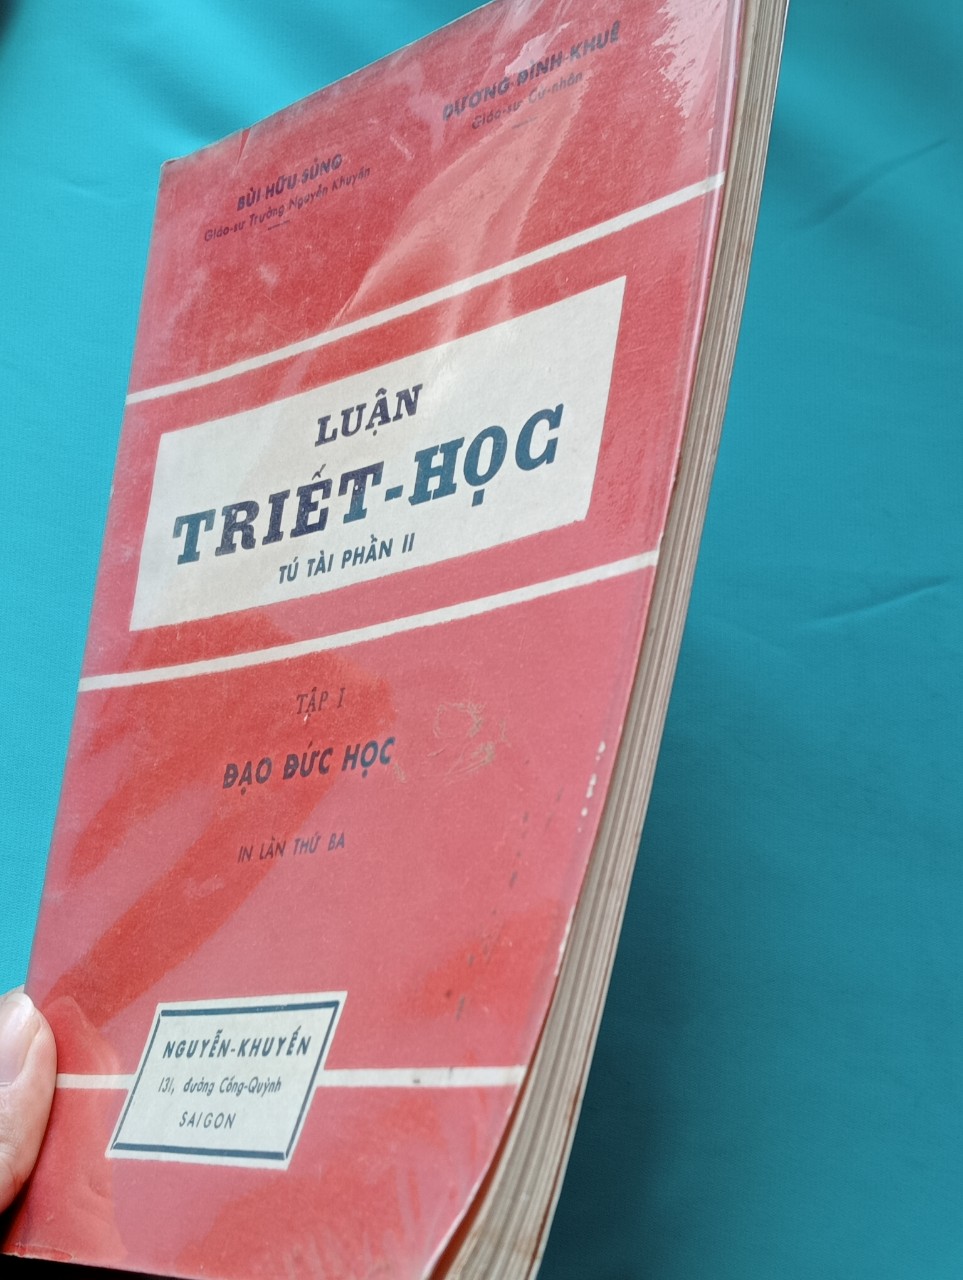 BÙI-HỮU-SỦNG
Giáo-sư Trường Nguyễn Khuyến
DƯƠNG-ĐÌNH-KHUÊ
Giáo-sư Cử-nhân
LUẬN
TRIẾT-HỌC
TÚ TÀI PHẦN II
TẬP I
ĐẠO ĐỨC HỌC
IN LẦN THỨ BA
NGUYỄN-KHUYẾN
131, đường Cống-Quỳnh
SAIGON